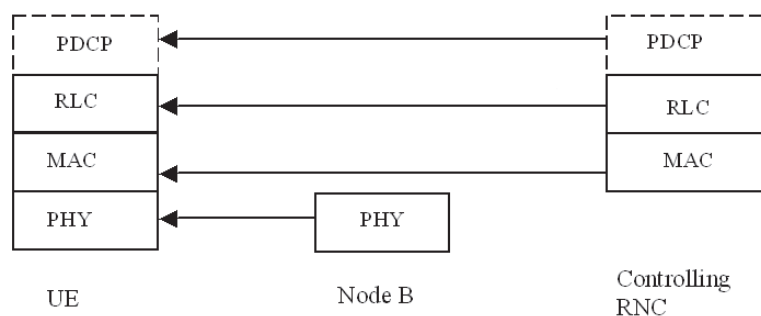 PDCP
PDCP
RLC
RLC
MAC
MAC
PHY
PHY
UE
Node B
Controlling
RNC